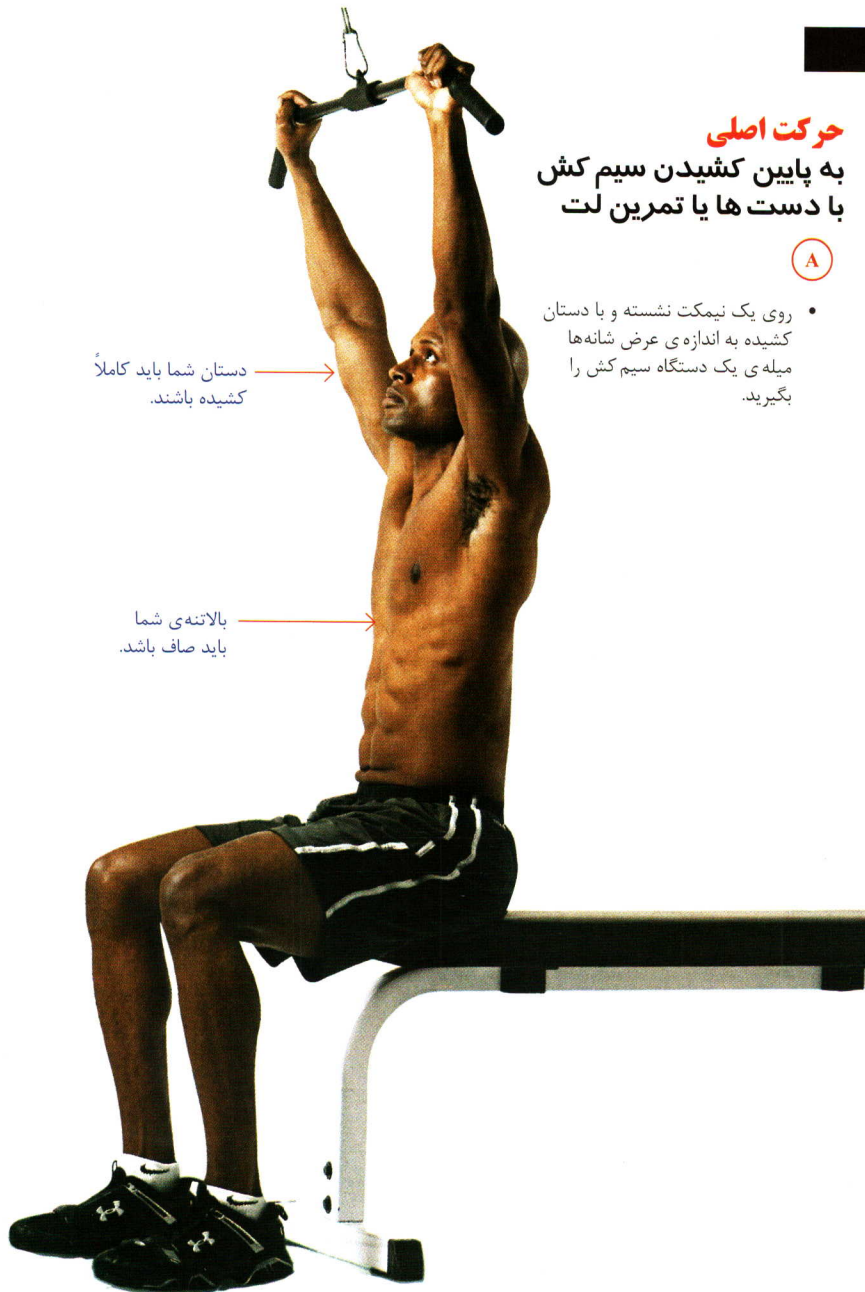 حرکت اصلی
به پایین کشیدن سیم کش
با دست ها یا تمرین لت
A
• روی یک نیمکت نشسته و با دستان
کشیده به اندازه ی عرض شانه‌ها
میله ی یک دستگاه سیم کش را
بگیرید.
دستان شما باید کاملاً
کشیده باشند.
بالاتنه‌ی شما
باید صاف باشد.